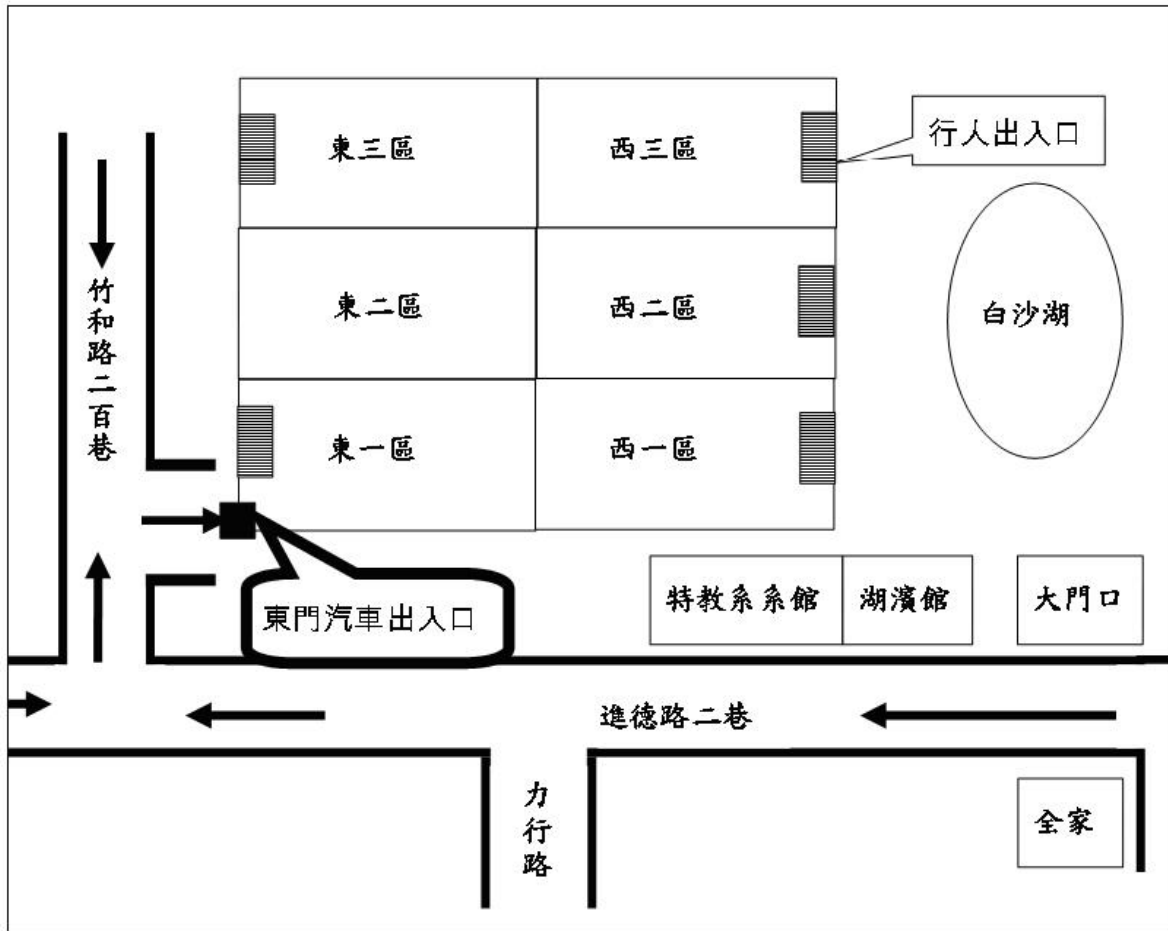 東三區
西三區
行人出入口
竹和路二百巷
東二區
西二區
白沙湖
東一區
西一區
東門汽車出入口
特教系系館
湖濱館
大門口
進德路二巷
力行路
全家